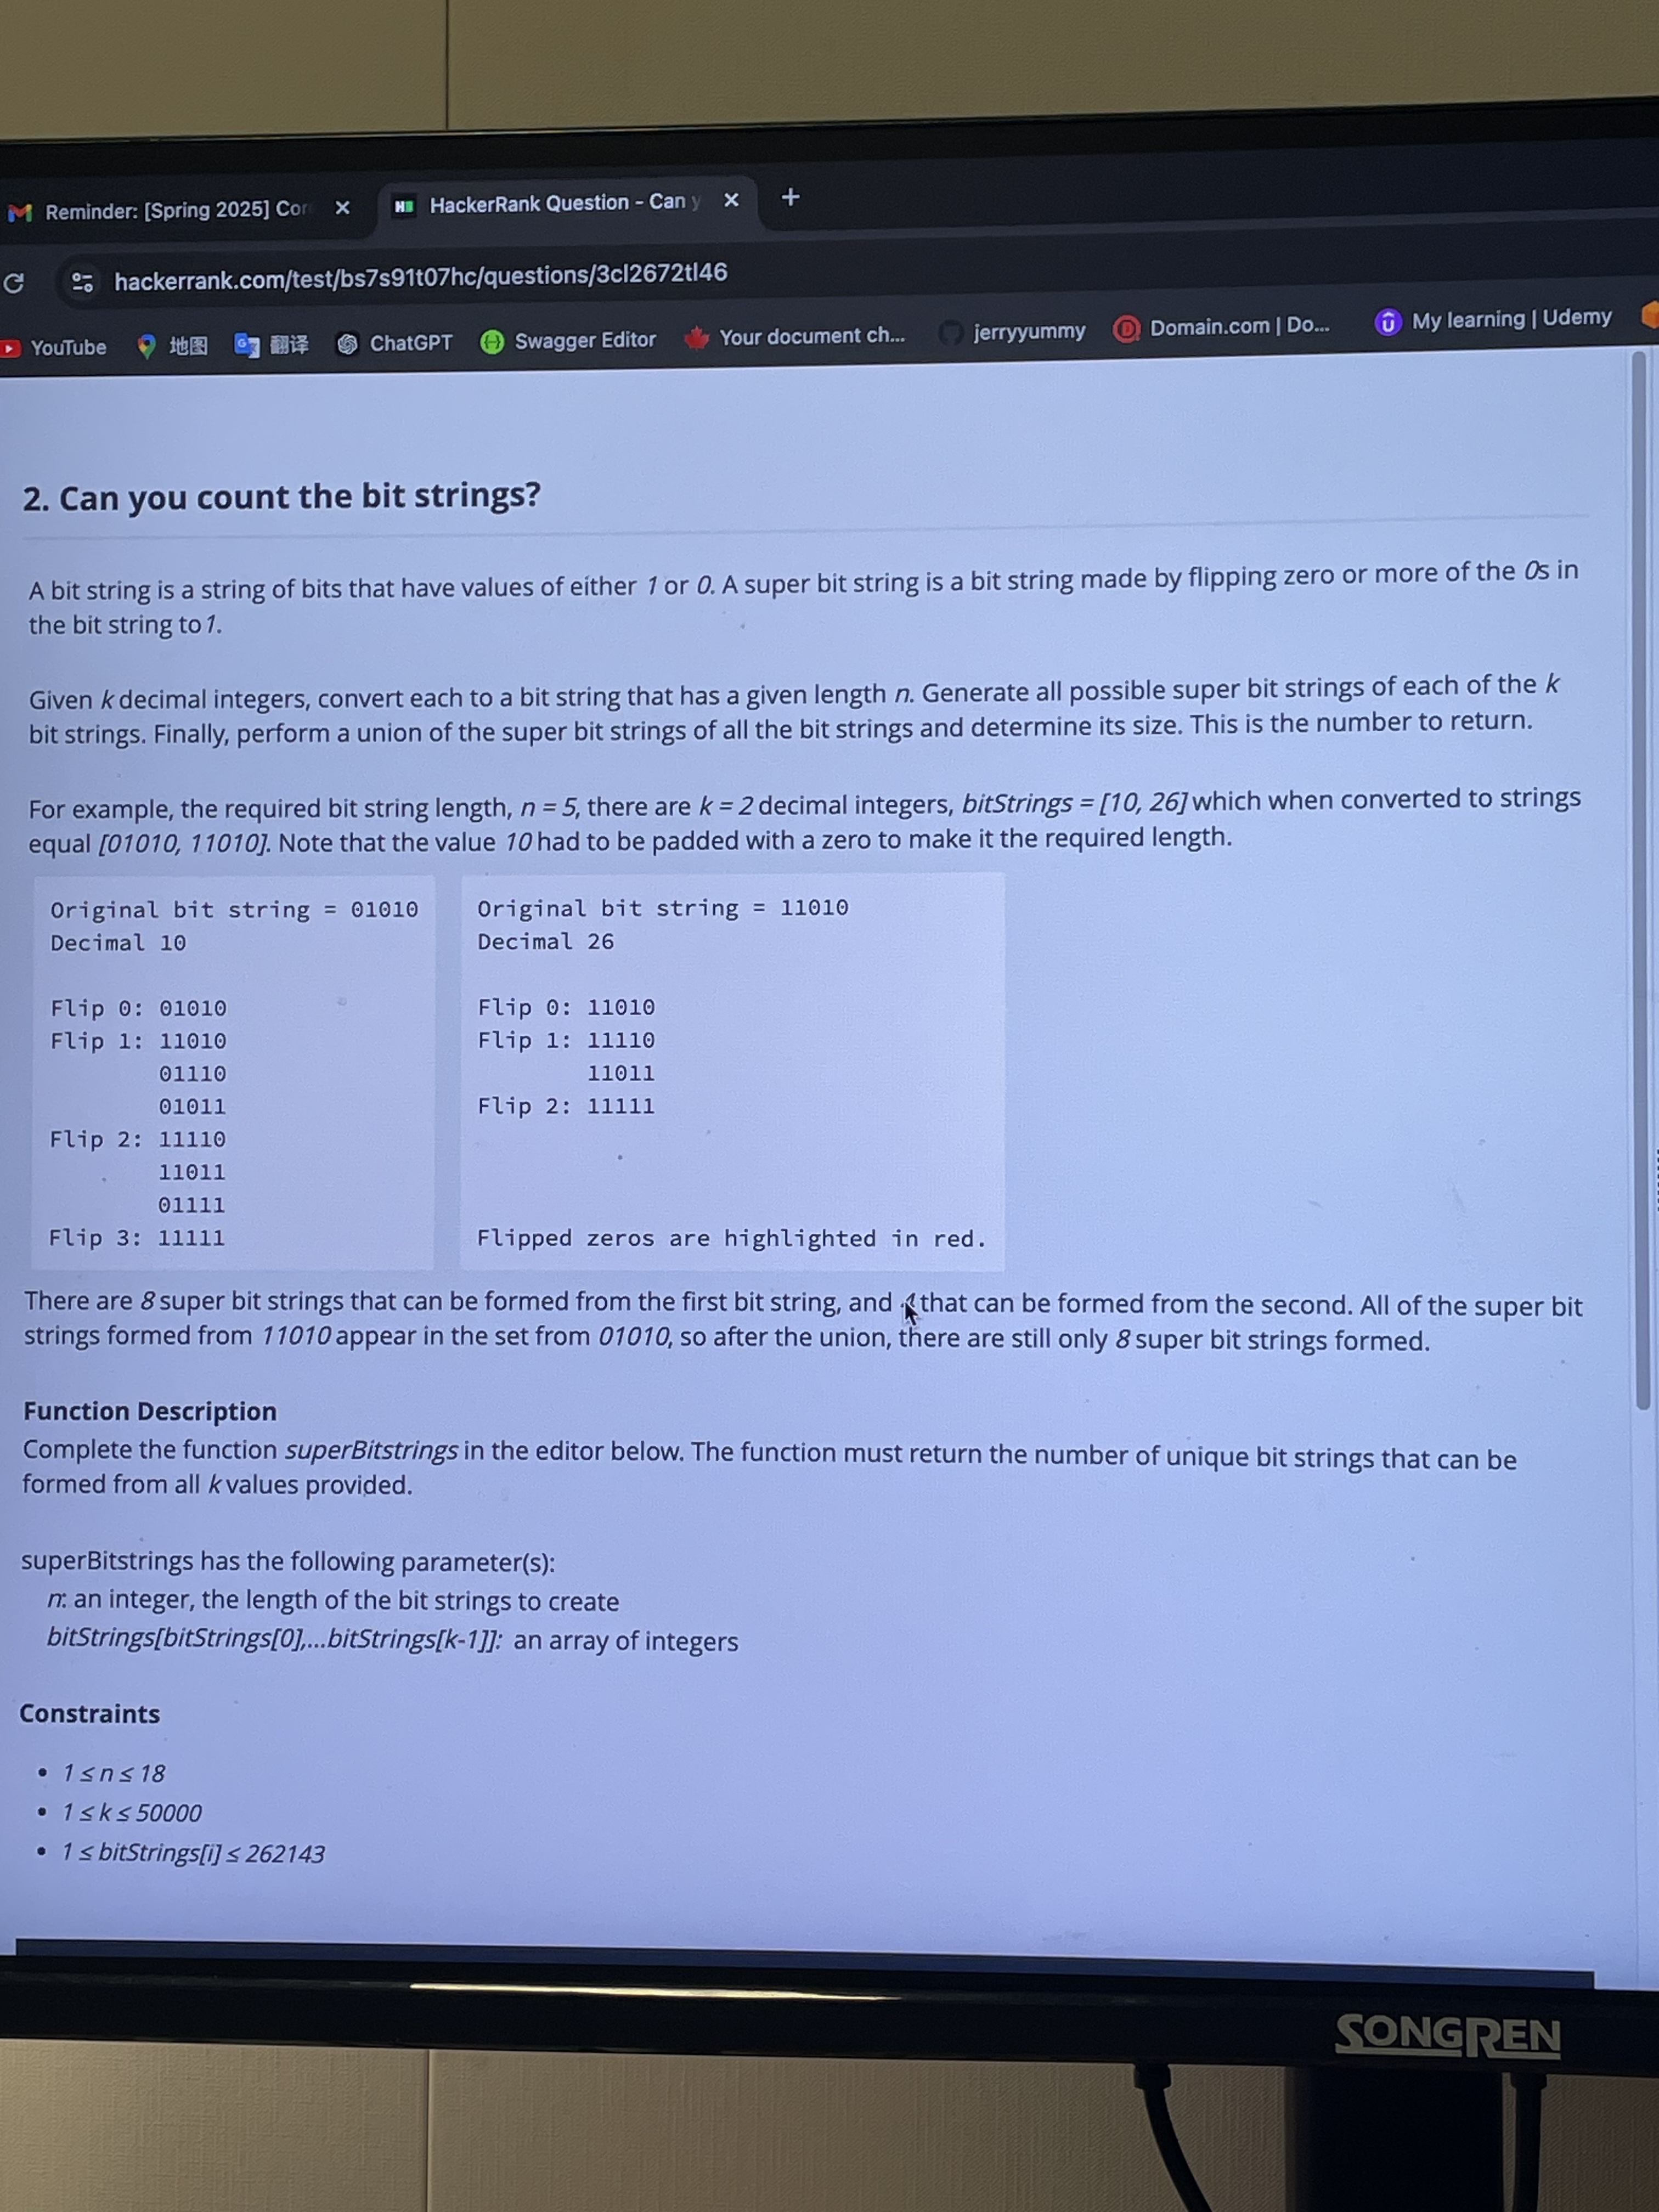 Reminder: [Spring 2025] Cor
HackerRank Question - Can y
hackerrank.com/test/bs7s91t07hc/questions/3cl2672tl46
YouTube 地图 翻译 ChatGPT Swagger Editor Your document ch... jerryyummy Domain.com | Do... My learning | Udemy
2. Can you count the bit strings?
A bit string is a string of bits that have values of either 1 or 0. A super bit string is a bit string made by flipping zero or more of the 0s in
the bit string to 1.
Given k decimal integers, convert each to a bit string that has a given length n. Generate all possible super bit strings of each of the k
bit strings. Finally, perform a union of the super bit strings of all the bit strings and determine its size. This is the number to return.
For example, the required bit string length, n = 5, there are k = 2 decimal integers, bitStrings = [10, 26] which when converted to strings
equal [01010, 11010]. Note that the value 10 had to be padded with a zero to make it the required length.
Original bit string = 01010
Decimal 10
Flip 0: 01010
Flip 1: 11010
01110
01011
Flip 2: 11110
11011
01111
Flip 3: 11111
Original bit string = 11010
Decimal 26
Flip 0: 11010
Flip 1: 11110
11011
Flip 2: 11111
Flipped zeros are highlighted in red.
There are 8 super bit strings that can be formed from the first bit string, and that can be formed from the second. All of the super bit
strings formed from 11010 appear in the set from 01010, so after the union, there are still only 8 super bit strings formed.
Function Description
Complete the function superBitstrings in the editor below. The function must return the number of unique bit strings that can be
formed from all k values provided.
superBitstrings has the following parameter(s):
n: an integer, the length of the bit strings to create
bitStrings[bitStrings[0],...bitStrings[k-1]]: an array of integers
Constraints
• 1 ≤ n ≤ 18
• 1 ≤ k ≤ 50000
• 1 ≤ bitStrings[i] ≤ 262143
SONGREN